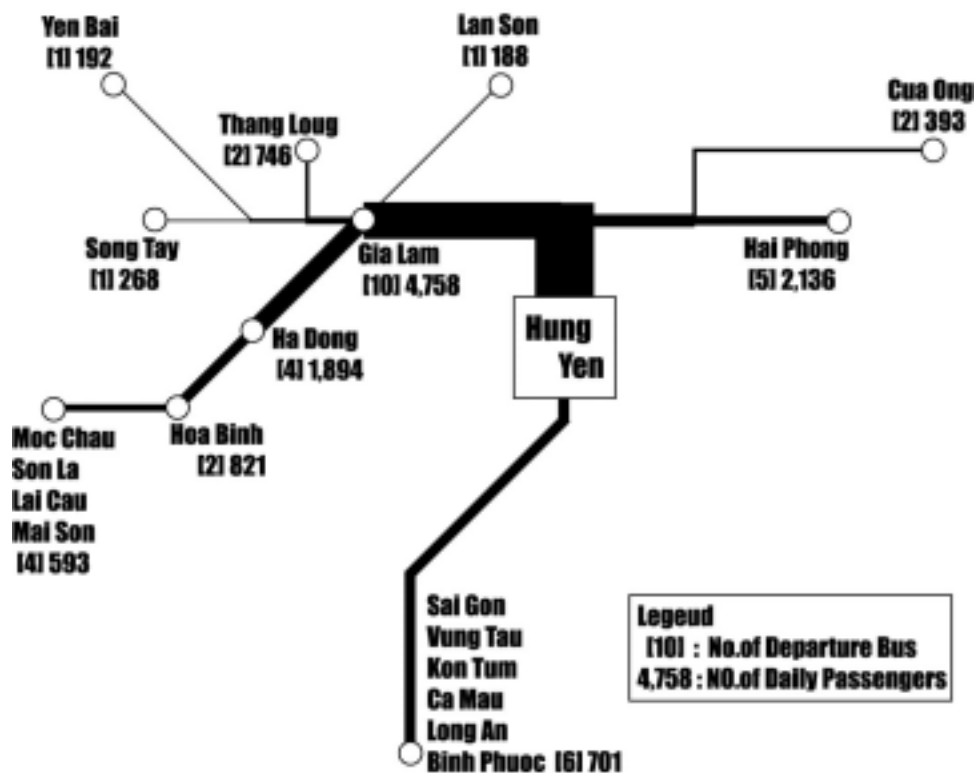 Yen Bai
[1] 192
Lan Son
[1] 188
Thang Loug
[2] 746
Cua Ong
[2] 393
Song Tay
[1] 268
Gia Lam
[10] 4,758
Hai Phong
[5] 2,136
Ha Dong
[4] 1,894
Hung
Yen
Moc Chau
Son La
Lai Cau
Mai Son
[4] 593
Hoa Binh
[2] 821
Sai Gon
Vung Tau
Kon Tum
Ca Mau
Long An
Binh Phuoc [6] 701
Legeud
[10] : No.of Departure Bus
4,758 : NO.of Daily Passengers